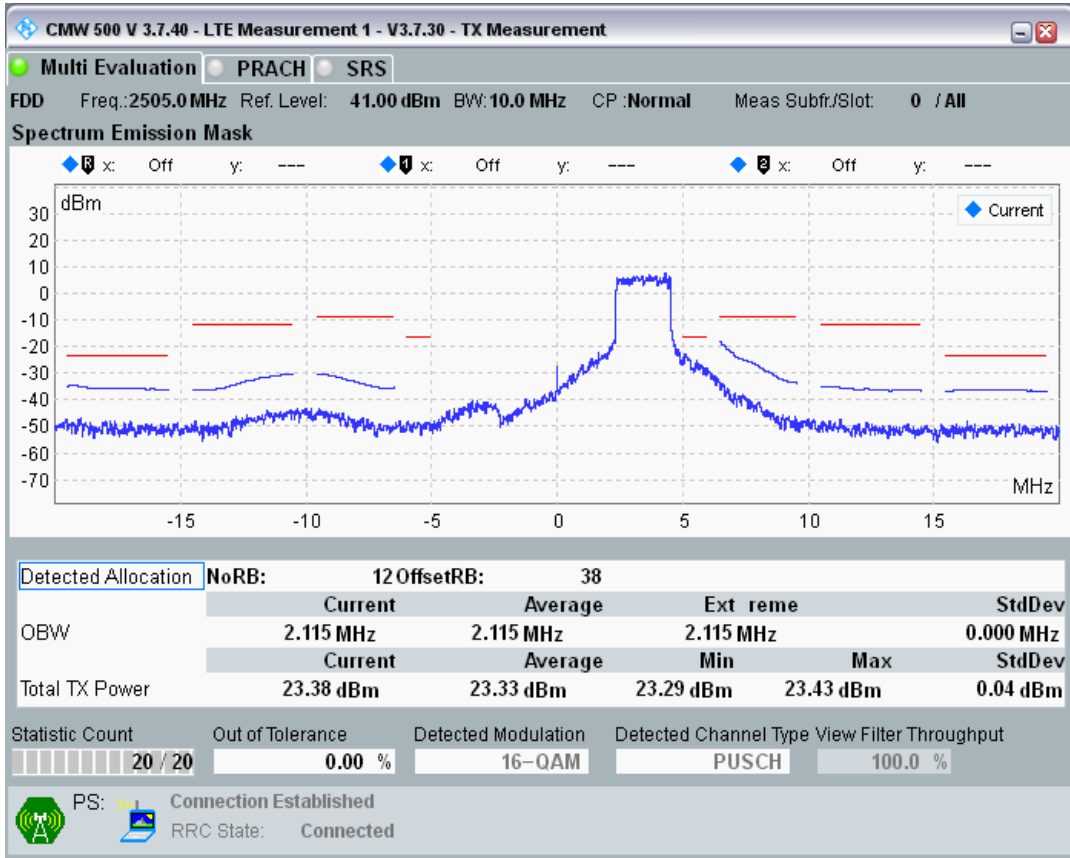 CMW 500 V 3.7.40 - LTE Measurement 1 - V3.7.30 - TX Measurement
Multi Evaluation PRACH SRS
FDD Freq.:2505.0 MHz Ref. Level: 41.00 dBm BW:10.0 MHz CP :Normal Meas Subfr./Slot: 0 / All
Spectrum Emission Mask
R x: Off y: --- 1 x: Off y: --- 2 x: Off y: ---
dBm
Current
30
20
10
0
-10
-20
-30
-40
-50
-60
-70
MHz
-15 -10 -5 0 5 10 15
Detected Allocation NoRB: 12 OffsetRB: 38
Current Average Ext reme StdDev
OBW 2.115 MHz 2.115 MHz 2.115 MHz 0.000 MHz
Current Average Min Max StdDev
Total TX Power 23.38 dBm 23.33 dBm 23.29 dBm 23.43 dBm 0.04 dBm
Statistic Count Out of Tolerance Detected Modulation Detected Channel Type View Filter Throughput
20 / 20 0.00 % 16-QAM PUSCH 100.0 %
PS: Connection Established
RRC State: Connected